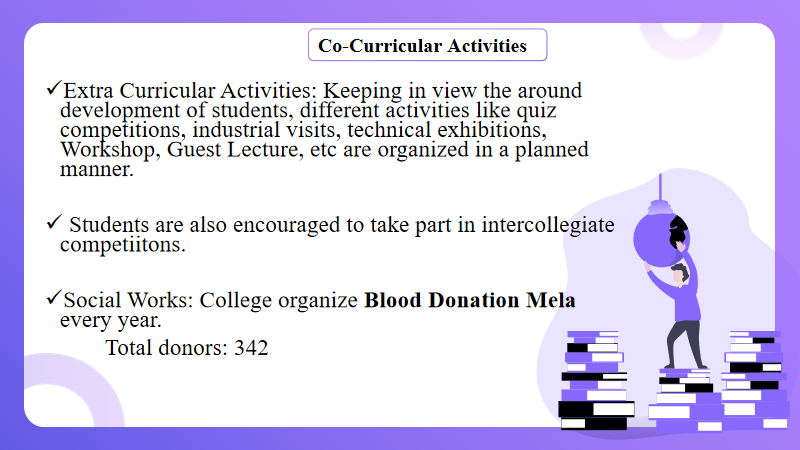 Co-Curricular Activities
✓Extra Curricular Activities: Keeping in view the around
development of students, different activities like quiz
competitions, industrial visits, technical exhibitions,
Workshop, Guest Lecture, etc are organized in a planned
manner.
✓ Students are also encouraged to take part in intercollegiate
competiitons.
✓Social Works: College organize Blood Donation Mela
every year.
Total donors: 342